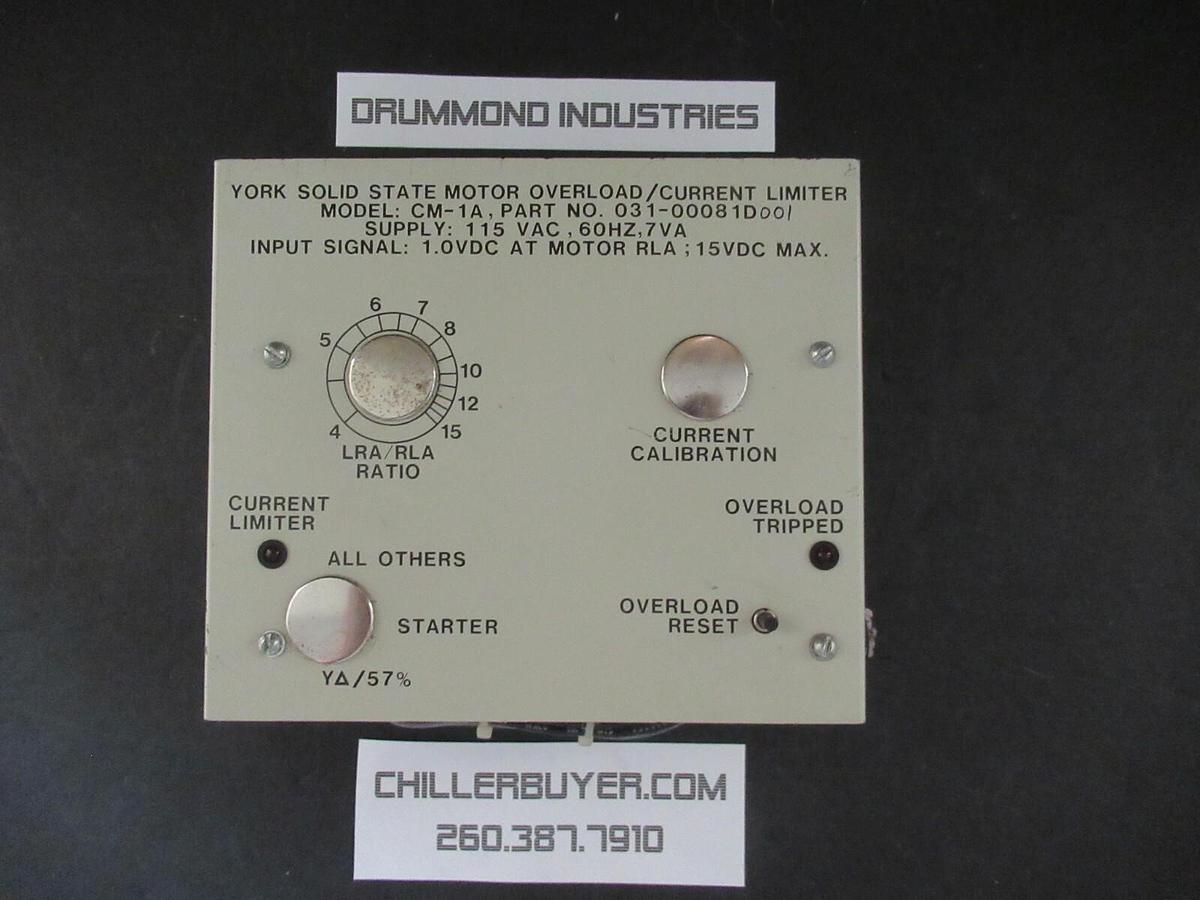 DRUMMOND INDUSTRIES
YORK SOLID STATE MOTOR OVERLOAD/CURRENT LIMITER
MODEL: CM-1A, PART NO. 031-00081D001
SUPPLY: 115 VAC, 60HZ, 7VA
INPUT SIGNAL: 1.0VDC AT MOTOR RLA; 15VDC MAX.
6 7
5 8
10
12
4 15
LRA/RLA
RATIO
CURRENT
CALIBRATION
CURRENT
LIMITER
OVERLOAD
TRIPPED
ALL OTHERS
STARTER
YΔ/57%
OVERLOAD
RESET
CHILLERBUYER.COM
260.387.7910